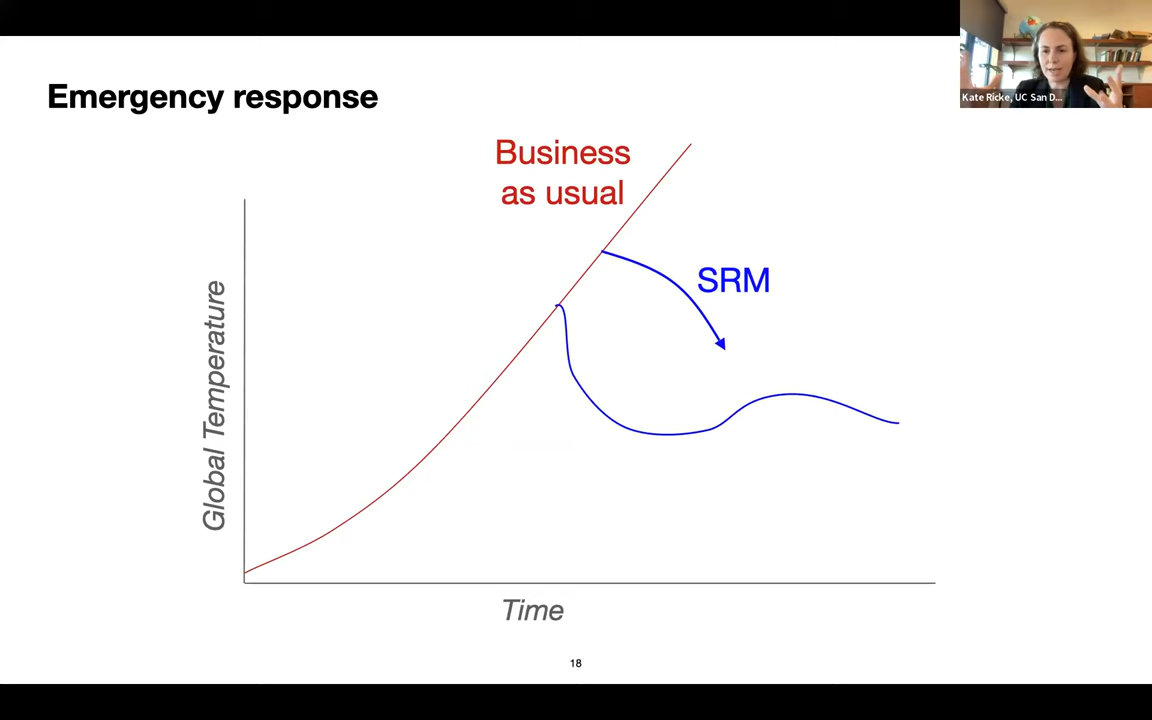 Emergency response
Kate Ricke, UC San D...
Business
as usual
SRM
Global Temperature
Time
18